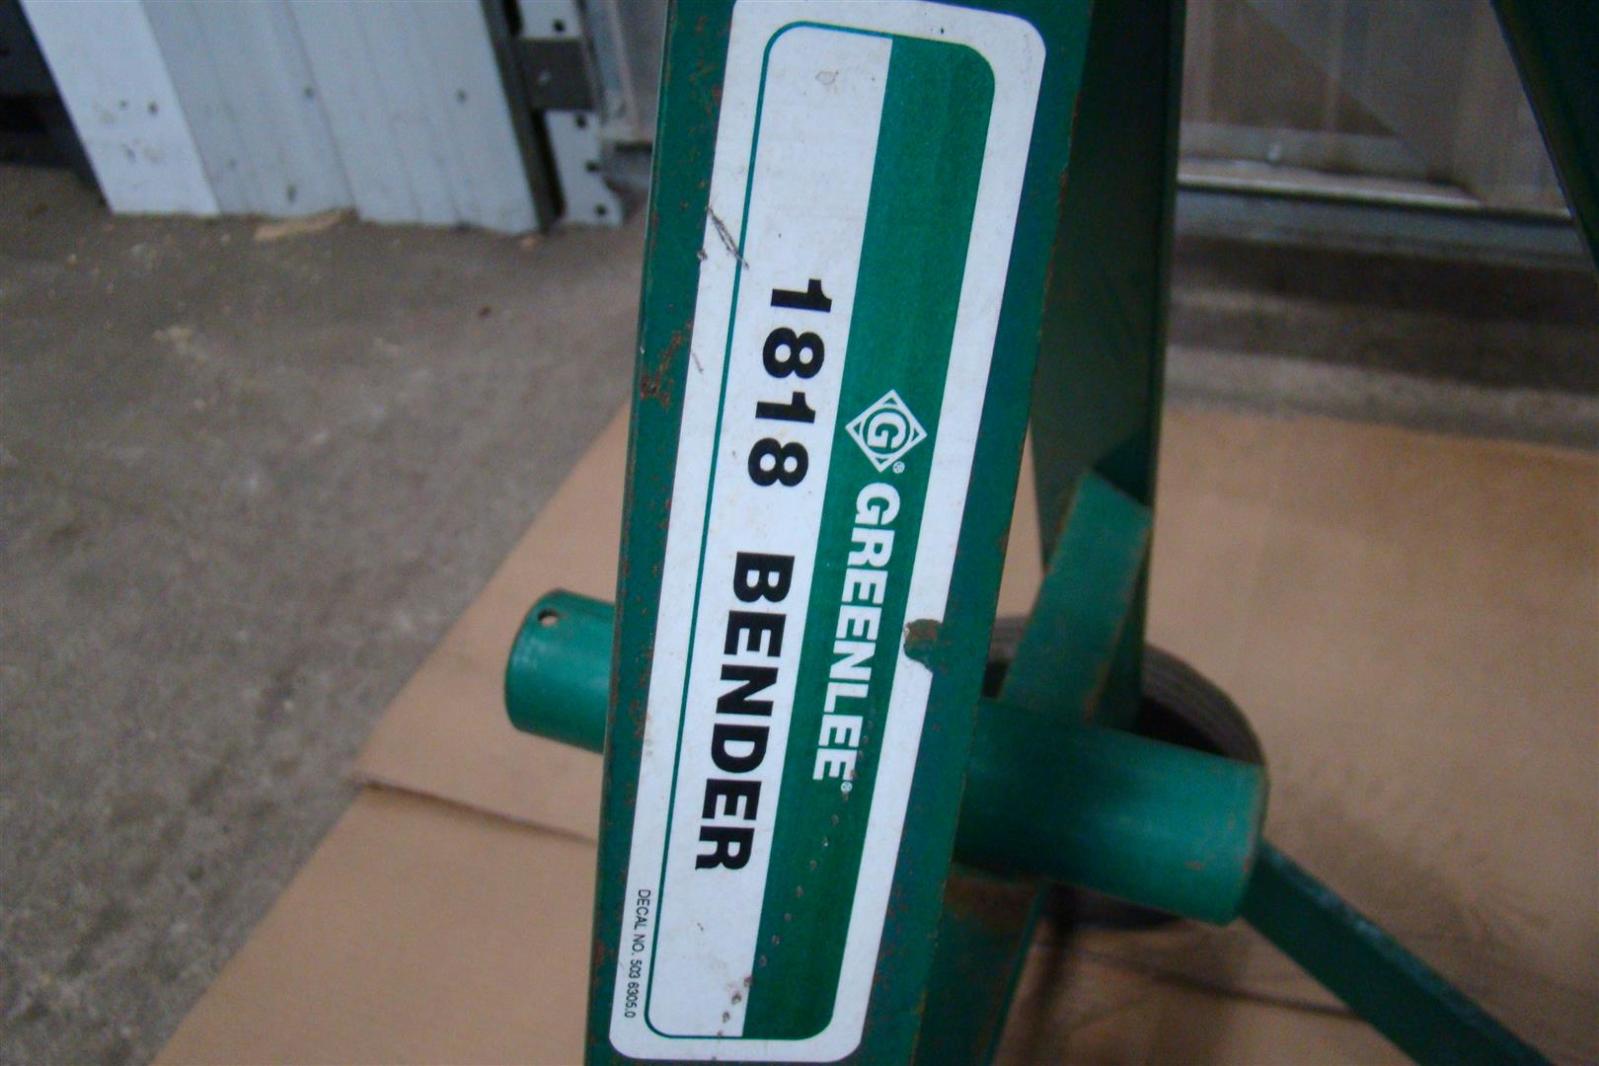 G® GREENLEE®
1818 BENDER
DECAL NO. 503 6305.0